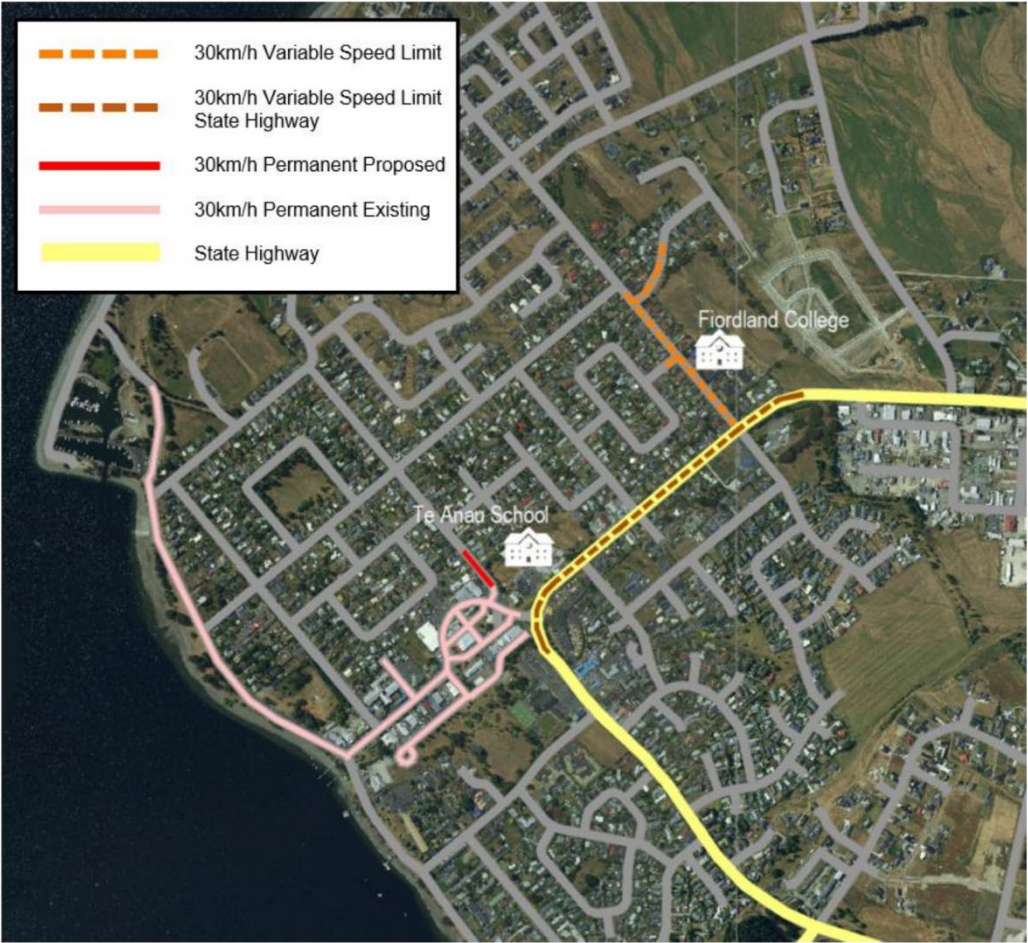 30km/h Variable Speed Limit
30km/h Variable Speed Limit
State Highway
30km/h Permanent Proposed
30km/h Permanent Existing
State Highway
Fiordland College
Te Anau School